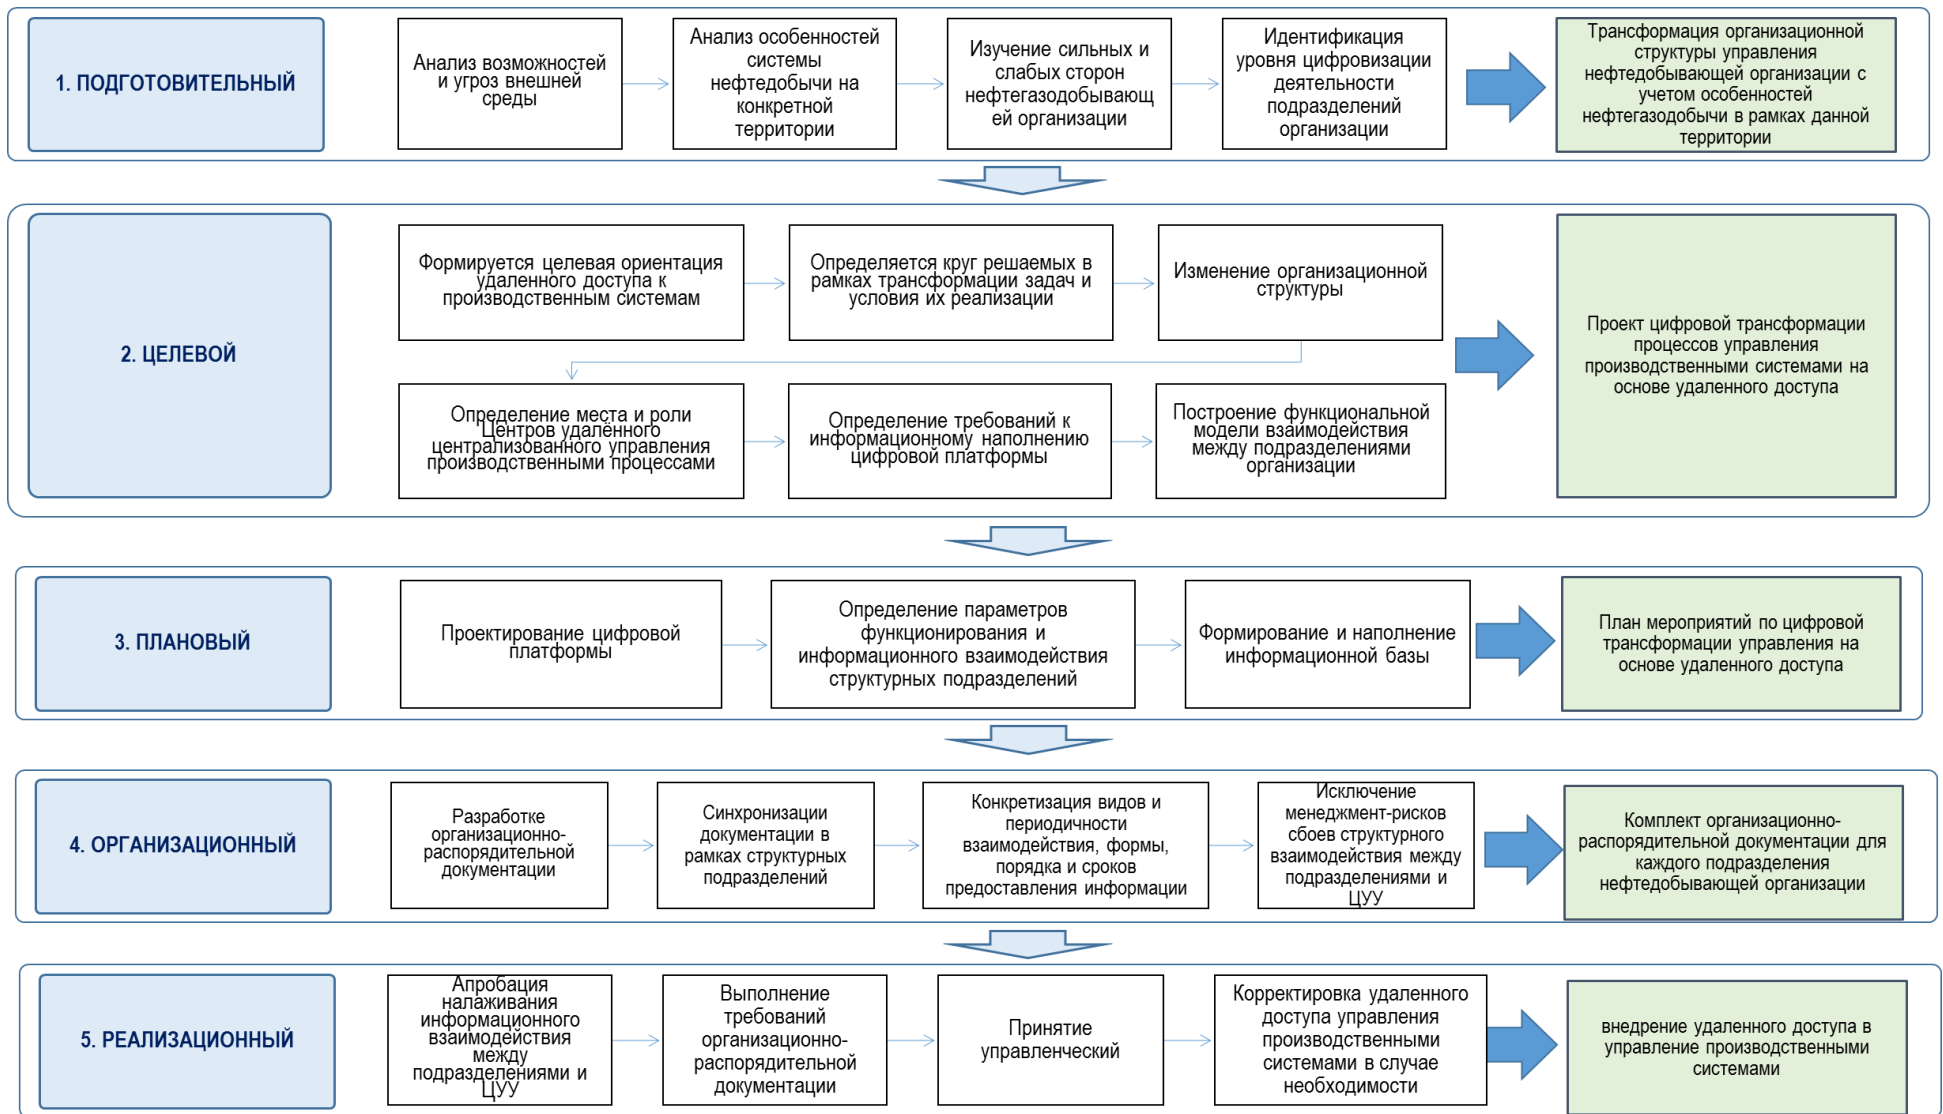 1. ПОДГОТОВИТЕЛЬНЫЙ
Анализ возможностей
и угроз внешней
среды
Анализ особенностей
системы
нефтедобычи на
конкретной
территории
Изучение сильных и
слабых сторон
нефтегазодобывающ
ей организации
Идентификация
уровня цифровизации
деятельности
подразделений
организации
Трансформация организационной
структуры управления
нефтедобывающей организации с
учетом особенностей
нефтегазодобычи в рамках данной
территории
2. ЦЕЛЕВОЙ
Формируется целевая ориентация
удаленного доступа к
производственным системам
Определяется круг решаемых в
рамках трансформации задач и
условия их реализации
Изменение организационной
структуры
Определение места и роли
Центров удалённого
централизованного управления
производственными процессами
Определение требований к
информационному наполнению
цифровой платформы
Построение функциональной
модели взаимодействия
между подразделениями
организации
Проект цифровой трансформации
процессов управления
производственными системами на
основе удаленного доступа
3. ПЛАНОВЫЙ
Проектирование цифровой
платформы
Определение параметров
функционирования и
информационного взаимодействия
структурных подразделений
Формирование и наполнение
информационной базы
План мероприятий по цифровой
трансформации управления на
основе удаленного доступа
4. ОРГАНИЗАЦИОННЫЙ
Разработке
организационно-
распорядительной
документации
Синхронизации
документации в
рамках структурных
подразделений
Конкретизация видов и
периодичности
взаимодействия, формы,
порядка и сроков
предоставления информации
Исключение
менеджмент-рисков
сбоев структурного
взаимодействия между
подразделениями и
ЦУУ
Комплект организационно-
распорядительной документации для
каждого подразделения
нефтедобывающей организации
5. РЕАЛИЗАЦИОННЫЙ
Апробация
налаживания
информационного
взаимодействия
между
подразделениями и
ЦУУ
Выполнение
требований
организационно-
распорядительной
документации
Принятие
управленческий
Корректировка удаленного
доступа управления
производственными
системами в случае
необходимости
внедрение удаленного доступа в
управление производственными
системами